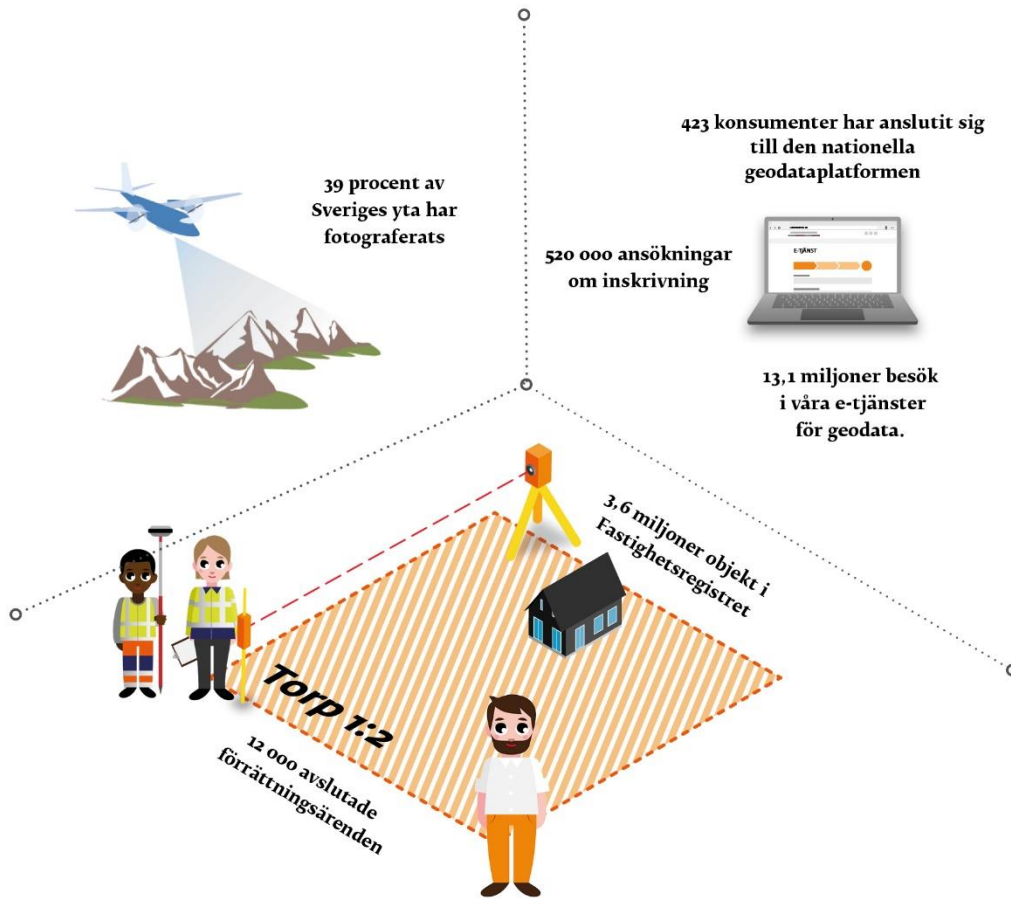 39 procent av
Sveriges yta har
fotograferats
423 konsumenter har anslutit sig
till den nationella
geodataplatformen
520 000 ansökningar
om inskrivning
E-TJÄNST
13,1 miljoner besök
i våra e-tjänster
för geodata.
3,6 miljoner objekt i
Fastighetsregistret
Torp 1:2
12 000 avslutade
förrättningsärenden